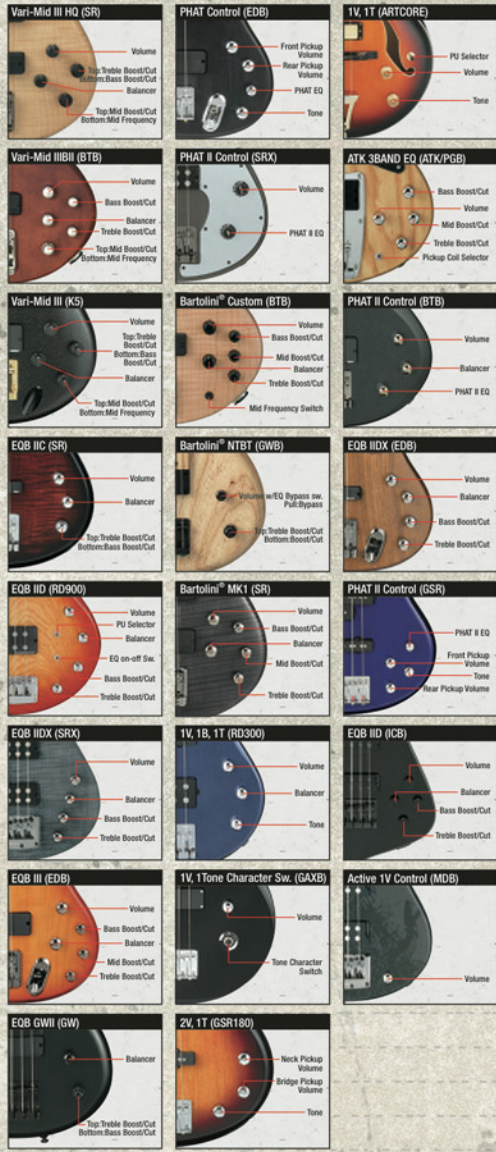 Vari-Mid III HQ (SR)
Volume
Top:Treble Boost/Cut
Bottom:Bass Boost/Cut
Balancer
Top:Mid Boost/Cut
Bottom:Mid Frequency
PHAT Control (EDB)
Front Pickup
Volume
Rear Pickup
Volume
PHAT EQ
Tone
1V, 1T (ARTCORE)
PU Selector
Volume
Tone
Vari-Mid IIIBII (BTB)
Volume
Bass Boost/Cut
Balancer
Treble Boost/Cut
Top:Mid Boost/Cut
Bottom:Mid Frequency
PHAT II Control (SRX)
Volume
PHAT II EQ
ATK 3BAND EQ (ATK/PGB)
Bass Boost/Cut
Volume
Mid Boost/Cut
Treble Boost/Cut
Pickup Coil Selector
Vari-Mid III (K5)
Volume
Top:Treble
Boost/Cut
Bottom:Bass
Boost/Cut
Balancer
Top:Mid Boost/Cut
Bottom:Mid Frequency
Bartolini® Custom (BTB)
Volume
Bass Boost/Cut
Mid Boost/Cut
Balancer
Treble Boost/Cut
Mid Frequency Switch
PHAT II Control (BTB)
Volume
Balancer
PHAT II EQ
EQB IIC (SR)
Volume
Balancer
Top:Treble Boost/Cut
Bottom:Bass Boost/Cut
Bartolini® NTBT (GWB)
Volume w/EQ Bypass sw.
Pull:Bypass
Top:Treble Boost/Cut
Bottom:Boost/Cut
EQB IIDX (EDB)
Volume
Balancer
Bass Boost/Cut
Treble Boost/Cut
EQB IID (RD900)
Volume
PU Selector
Balancer
EQ on-off Sw.
Bass Boost/Cut
Treble Boost/Cut
Bartolini® MK1 (SR)
Volume
Bass Boost/Cut
Balancer
Mid Boost/Cut
Treble Boost/Cut
PHAT II Control (GSR)
PHAT II EQ
Front Pickup
Volume
Tone
Rear Pickup Volume
EQB IIDX (SRX)
Volume
Balancer
Bass Boost/Cut
Treble Boost/Cut
1V, 1B, 1T (RD300)
Volume
Balancer
Tone
EQB IID (ICB)
Volume
Balancer
Bass Boost/Cut
Treble Boost/Cut
EQB III (EDB)
Volume
Bass Boost/Cut
Balancer
Mid Boost/Cut
Treble Boost/Cut
1V, 1Tone Character Sw. (GAXB)
Volume
Tone Character
Switch
Active 1V Control (MDB)
Volume
EQB GWII (GW)
Balancer
Top:Treble Boost/Cut
Bottom:Bass Boost/Cut
2V, 1T (GSR180)
Neck Pickup
Volume
Bridge Pickup
Volume
Tone